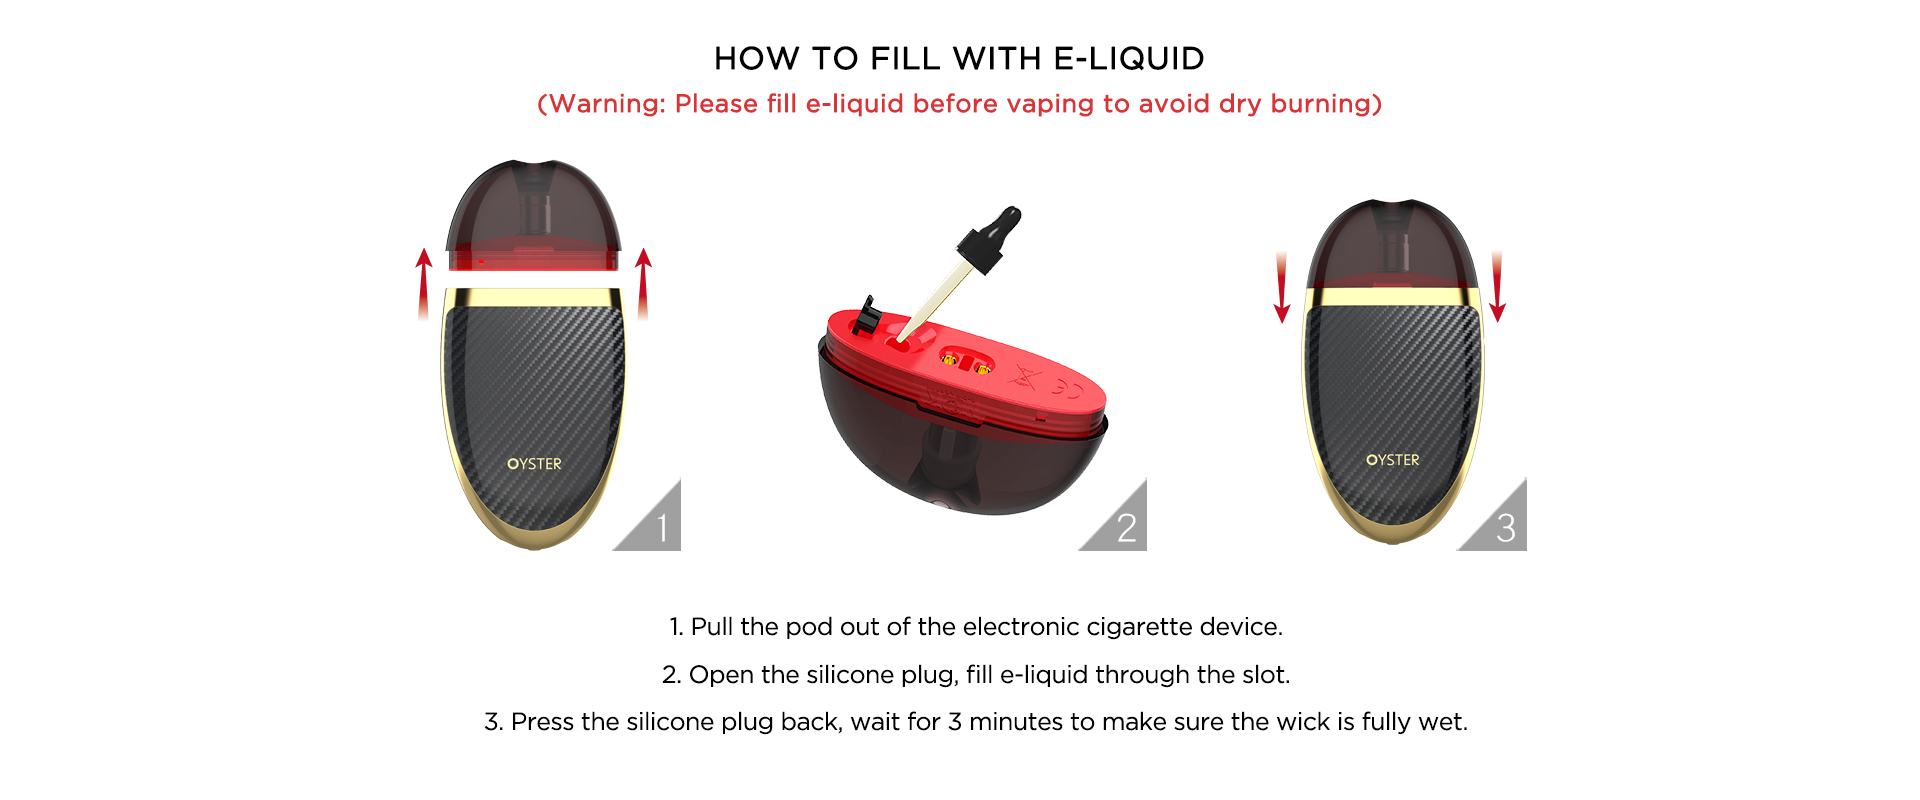 HOW TO FILL WITH E-LIQUID
(Warning: Please fill e-liquid before vaping to avoid dry burning)
OYSTER
1
2
OYSTER
3
1. Pull the pod out of the electronic cigarette device.
2. Open the silicone plug, fill e-liquid through the slot.
3. Press the silicone plug back, wait for 3 minutes to make sure the wick is fully wet.